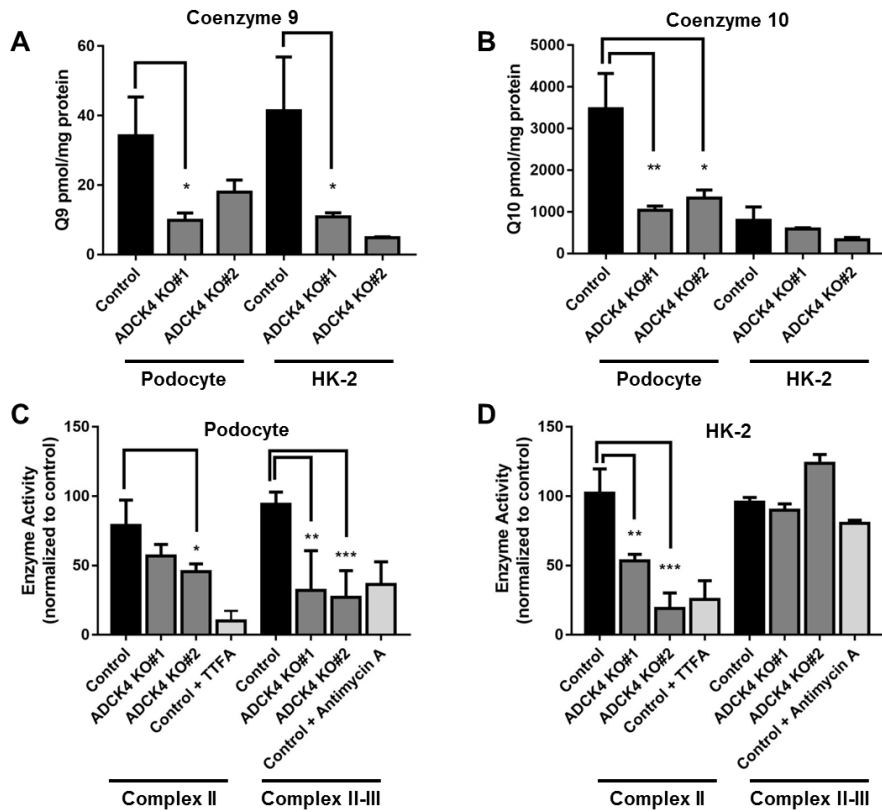 A
Coenzyme 9
Q9 pmol/mg protein
60
40
20
0
*
*
Control
ADCK4 KO#1
ADCK4 KO#2
Control
ADCK4 KO#1
ADCK4 KO#2
Podocyte
HK-2
B
Coenzyme 10
Q10 pmol/mg protein
5000
4000
3000
2000
1000
0
**
*
Control
ADCK4 KO#1
ADCK4 KO#2
Control
ADCK4 KO#1
ADCK4 KO#2
Podocyte
HK-2
C
Podocyte
Enzyme Activity
(normalized to control)
150
100
50
0
*
**
***
Control
ADCK4 KO#1
ADCK4 KO#2
Control + TTFA
Control
ADCK4 KO#1
ADCK4 KO#2
Control + Antimycin A
Complex II
Complex II-III
D
HK-2
Enzyme Activity
(normalized to control)
150
100
50
0
**
***
Control
ADCK4 KO#1
ADCK4 KO#2
Control + TTFA
Control
ADCK4 KO#1
ADCK4 KO#2
Control + Antimycin A
Complex II
Complex II-III